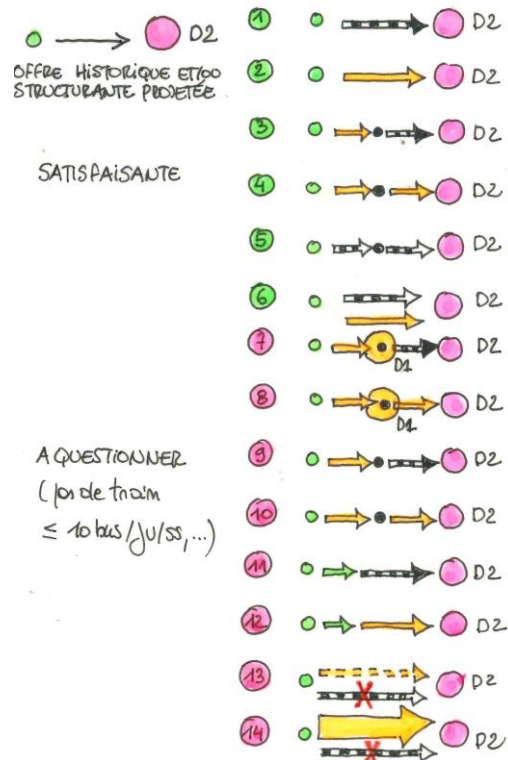 D2
OFFRE HISTORIQUE ET/OU
STRUCTURANTE PROJETÉE
SATISFAISANTE
A QUESTIONNER
(pas de train
≤ 10 bus/JU/SS,...)
1 D2
2 D2
3 D2
4 D2
5 D2
6 D2
7 D1 D2
8 D1 D2
9 D2
10 D2
11 D2
12 D2
13 X D2
14 X D2